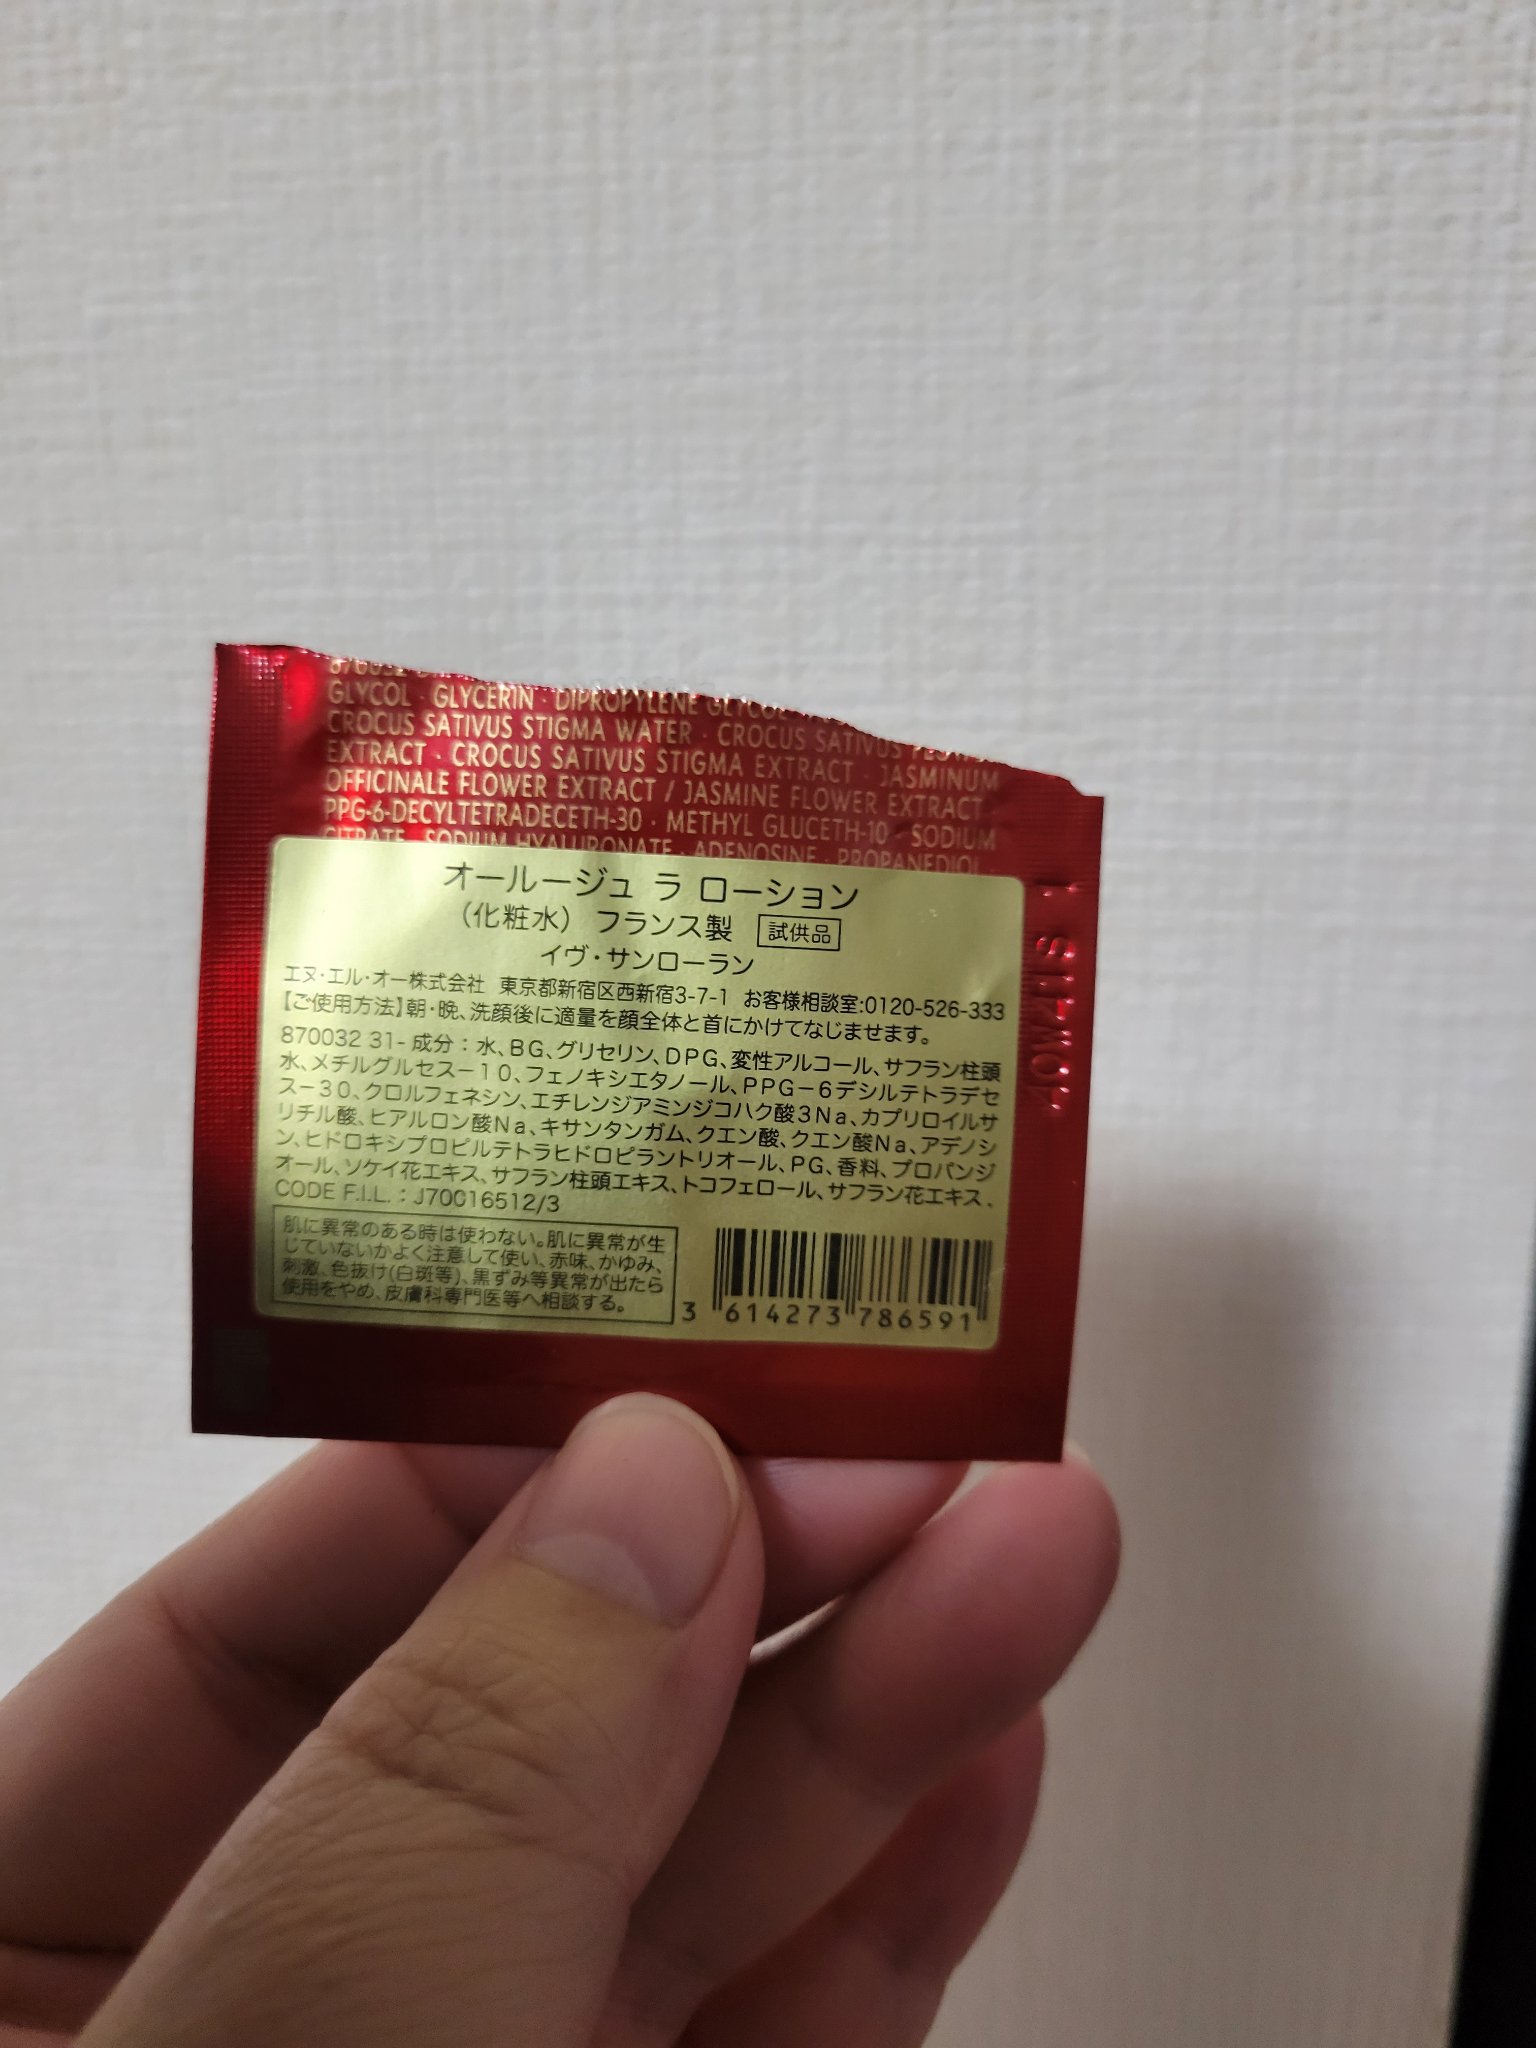 GLYCOL · GLYCERIN · DIPROPYLENE GLYCOL
CROCUS SATIVUS STIGMA WATER · CROCUS SATIVUS
EXTRACT · CROCUS SATIVUS STIGMA EXTRACT · JASMINUM
OFFICINALE FLOWER EXTRACT / JASMINE FLOWER EXTRACT
PPG-6-DECYLTETRADECETH-30 · METHYL GLUCETH-10 · SODIUM
CITRATE · SODIUM HYALURONATE · ADENOSINE · PROPANEDIOL
オールージュ ラ ローション
（化粧水） フランス製 試供品
イヴ・サンローラン
エヌ・エル・オー株式会社 東京都新宿区西新宿3-7-1 お客様相談室:0120-526-333
【ご使用方法】朝・晩、洗顔後に適量を顔全体と首にかけてなじませます。
870032 31- 成分：水、BG、グリセリン、DPG、変性アルコール、サフラン柱頭
水、メチルグルセス－10、フェノキシエタノール、PPG－6デシルテトラデセ
ス－30、クロルフェネシン、エチレンジアミンジコハク酸3Na、カプリロイルサ
リチル酸、ヒアルロン酸Na、キサンタンガム、クエン酸、クエン酸Na、アデノシ
ン、ヒドロキシプロピルテトラヒドロピラントリオール、PG、香料、プロパンジ
オール、ソケイ花エキス、サフラン柱頭エキス、トコフェロール、サフラン花エキス．
CODE F.I.L.：J70016512/3
肌に異常のある時は使わない。肌に異常が生
じていないかよく注意して使い、赤味、かゆみ、
刺激、色抜け(白斑等)、黒ずみ等異常が出たら
使用をやめ、皮膚科専門医等へ相談する。
3 614273 786591